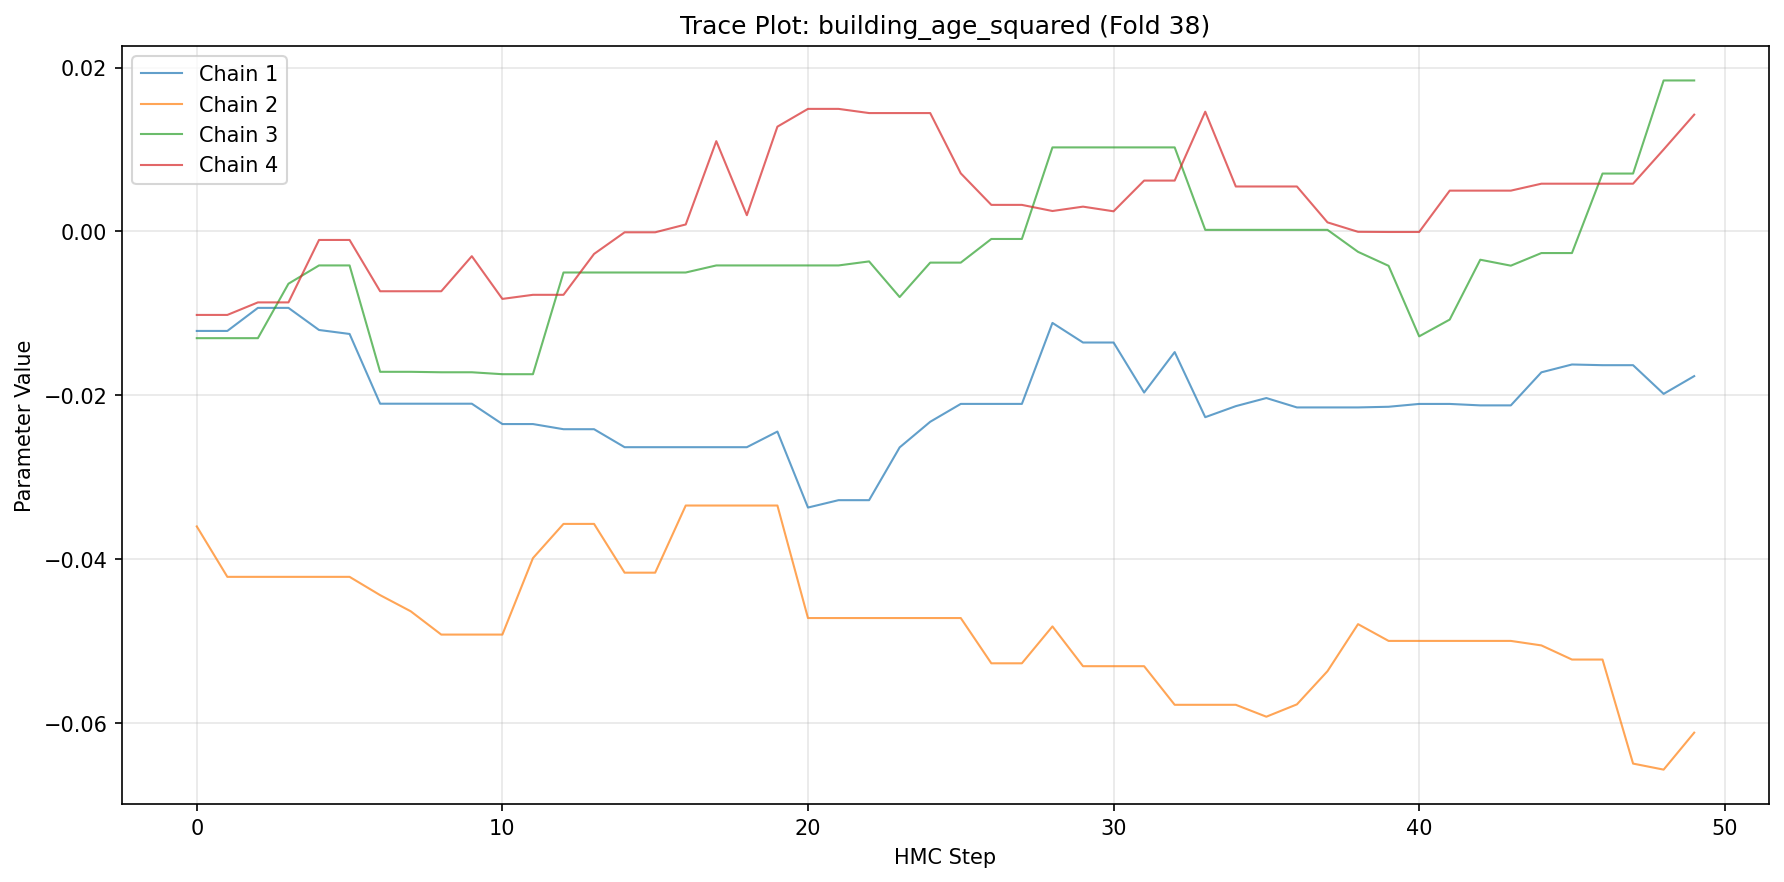 Trace Plot: building_age_squared (Fold 38)
Chain 1
Chain 2
Chain 3
Chain 4
0.02
0.00
−0.02
−0.04
−0.06
Parameter Value
0 10 20 30 40 50
HMC Step